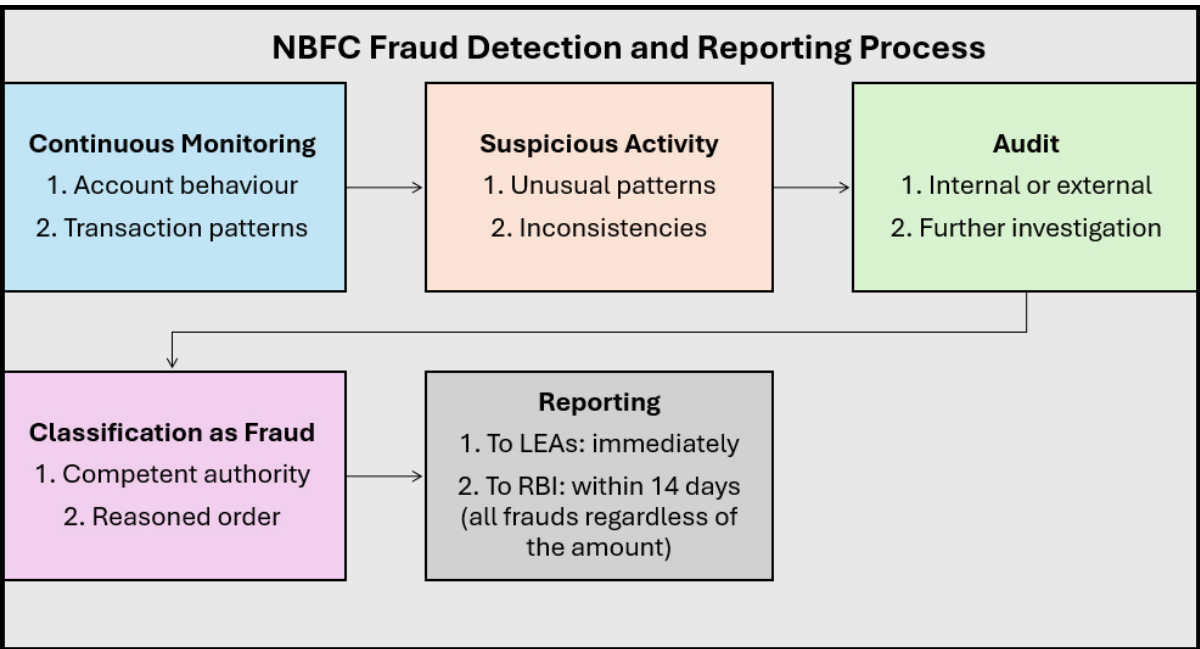 NBFC Fraud Detection and Reporting Process
Continuous Monitoring
1. Account behaviour
2. Transaction patterns
Suspicious Activity
1. Unusual patterns
2. Inconsistencies
Audit
1. Internal or external
2. Further investigation
Classification as Fraud
1. Competent authority
2. Reasoned order
Reporting
1. To LEAs: immediately
2. To RBI: within 14 days
(all frauds regardless of
the amount)